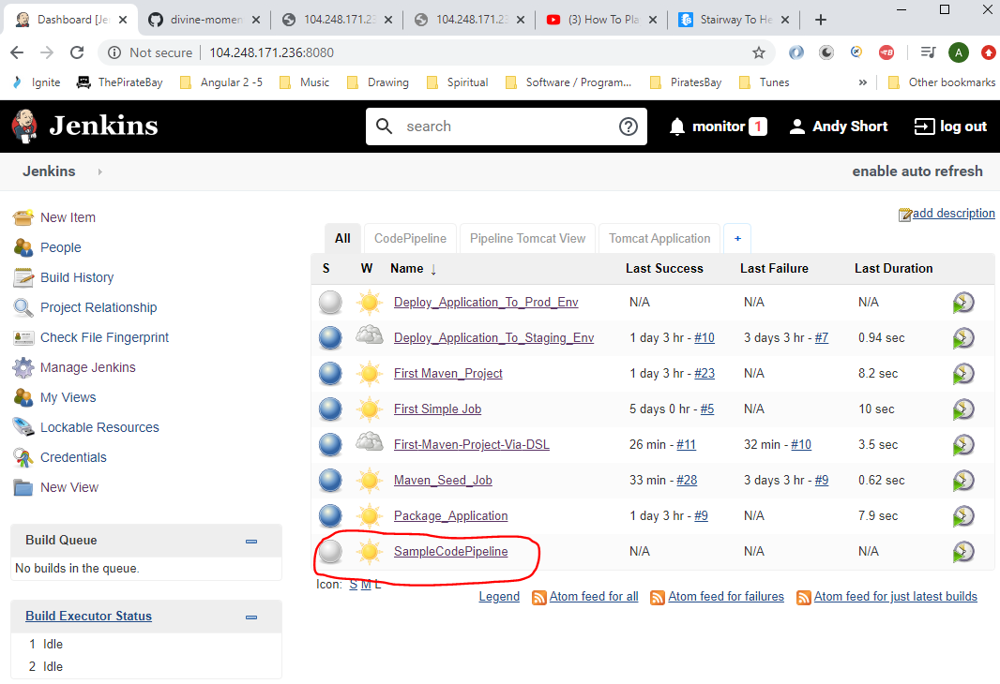 Dashboard [Je
divine-momen
104.248.171.23
104.248.171.23
(3) How To Pla
Stairway To He
Not secure | 104.248.171.236:8080
A
Ignite ThePirateBay Angular 2 -5 Music Drawing Spiritual Software / Program... PiratesBay Tunes » Other bookmarks
Jenkins search monitor 1 Andy Short log out
Jenkins enable auto refresh
add description
New Item
People
Build History
Project Relationship
Check File Fingerprint
Manage Jenkins
My Views
Lockable Resources
Credentials
New View
Build Queue
No builds in the queue.
Build Executor Status
1 Idle
2 Idle
All CodePipeline Pipeline Tomcat View Tomcat Application +
S W Name ↓ Last Success Last Failure Last Duration
Deploy_Application_To_Prod_Env N/A N/A N/A
Deploy_Application_To_Staging_Env 1 day 3 hr - #10 3 days 3 hr - #7 0.94 sec
First Maven_Project 1 day 3 hr - #23 N/A 8.2 sec
First Simple Job 5 days 0 hr - #5 N/A 10 sec
First-Maven-Project-Via-DSL 26 min - #11 32 min - #10 3.5 sec
Maven_Seed_Job 33 min - #28 3 days 3 hr - #9 0.62 sec
Package_Application 1 day 3 hr - #9 N/A 7.9 sec
SampleCodePipeline N/A N/A N/A
Icon: S M L
Legend Atom feed for all Atom feed for failures Atom feed for just latest builds